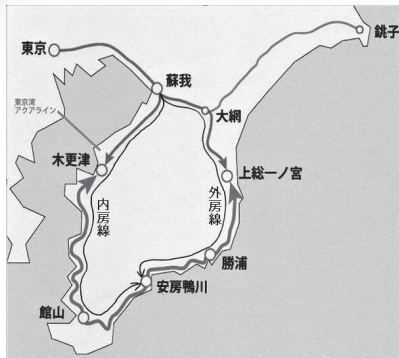 東京
銚子
蘇我
大網
東京湾
アクアライン
木更津
上総一ノ宮
内房線
外房線
勝浦
安房鴨川
館山